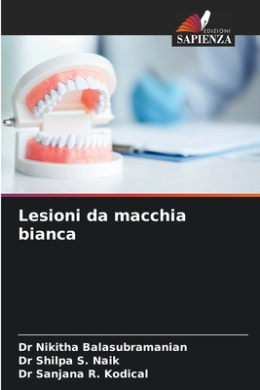 EDIZIONI
SAPIENZA
Lesioni da macchia
bianca
Dr Nikitha Balasubramanian
Dr Shilpa S. Naik
Dr Sanjana R. Kodical